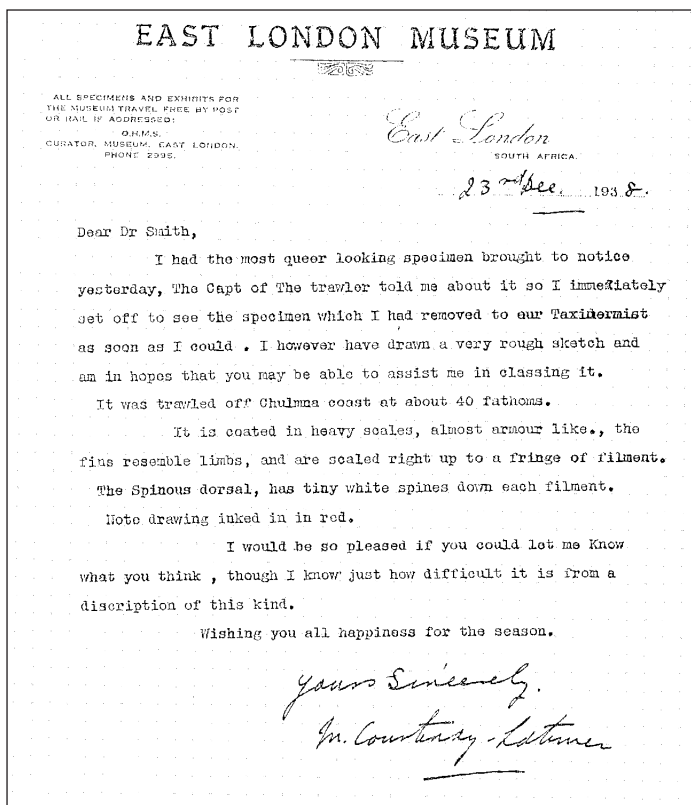 EAST LONDON MUSEUM
ALL SPECIMENS AND EXHIBITS FOR
THE MUSEUM TRAVEL FREE BY POST
OR RAIL IF ADDRESSED:
O.H.M.S.
CURATOR, MUSEUM, EAST LONDON.
PHONE 2995.
East London
SOUTH AFRICA.
23rd Dec. 1938.
Dear Dr Smith,
I had the most queer looking specimen brought to notice
yesterday, The Capt of The trawler told me about it so I immediately
set off to see the specimen which I had removed to our Taxidermist
as soon as I could . I however have drawn a very rough sketch and
am in hopes that you may be able to assist me in classing it.
It was trawled off Chulmna coast at about 40 fathoms.
It is coated in heavy scales, almost armour like., the
fins resemble limbs, and are scaled right up to a fringe of filment.
The Spinous dorsal, has tiny white spines down each filment.
Note drawing inked in in red.
I would be so pleased if you could let me Know
what you think , though I know just how difficult it is from a
discription of this kind.
Wishing you all happiness for the season.
Yours Sincerely.
M. Courtenay-Latimer